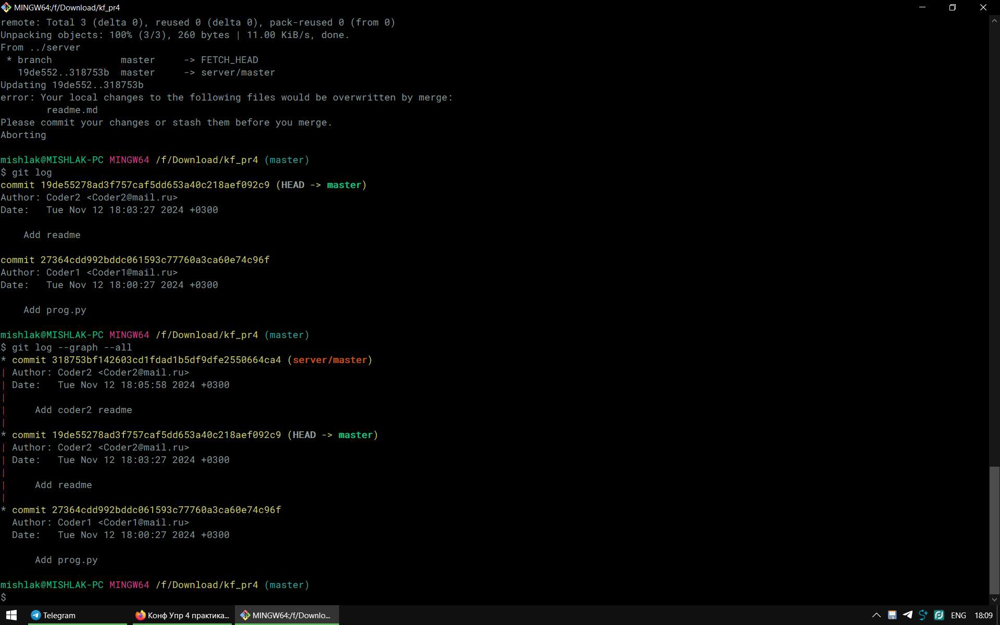 MINGW64:/f/Download/kf_pr4
remote: Total 3 (delta 0), reused 0 (delta 0), pack-reused 0 (from 0)
Unpacking objects: 100% (3/3), 260 bytes | 11.00 KiB/s, done.
From ../server
 * branch            master     -> FETCH_HEAD
   19de552..318753b  master     -> server/master
Updating 19de552..318753b
error: Your local changes to the following files would be overwritten by merge:
        readme.md
Please commit your changes or stash them before you merge.
Aborting
mishlak@MISHLAK-PC MINGW64 /f/Download/kf_pr4 (master)
$ git log
commit 19de55278ad3f757caf5dd653a40c218aef092c9 (HEAD -> master)
Author: Coder2 <Coder2@mail.ru>
Date:   Tue Nov 12 18:03:27 2024 +0300
    Add readme
commit 27364cdd992bddc061593c77760a3ca60e74c96f
Author: Coder1 <Coder1@mail.ru>
Date:   Tue Nov 12 18:00:27 2024 +0300
    Add prog.py
mishlak@MISHLAK-PC MINGW64 /f/Download/kf_pr4 (master)
$ git log --graph --all
* commit 318753bf142603cd1fdad1b5df9dfe2550664ca4 (server/master)
| Author: Coder2 <Coder2@mail.ru>
| Date:   Tue Nov 12 18:05:58 2024 +0300
|
|     Add coder2 readme
|
* commit 19de55278ad3f757caf5dd653a40c218aef092c9 (HEAD -> master)
| Author: Coder2 <Coder2@mail.ru>
| Date:   Tue Nov 12 18:03:27 2024 +0300
|
|     Add readme
|
* commit 27364cdd992bddc061593c77760a3ca60e74c96f
  Author: Coder1 <Coder1@mail.ru>
  Date:   Tue Nov 12 18:00:27 2024 +0300
      Add prog.py
mishlak@MISHLAK-PC MINGW64 /f/Download/kf_pr4 (master)
$
Telegram
Конф Упр 4 практика...
MINGW64:/f/Downlo...
ENG
18:09